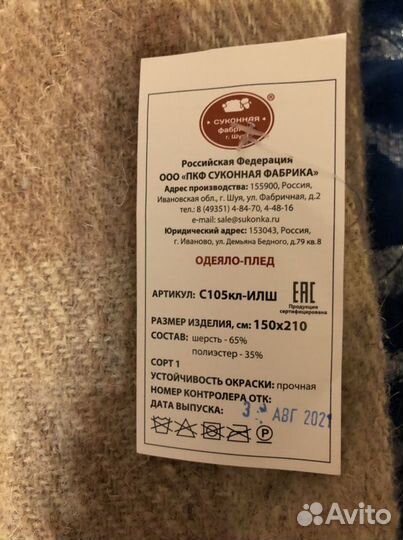 СУКОННАЯ
фабрика
г. Шуя
®
Российская Федерация
ООО «ПКФ СУКОННАЯ ФАБРИКА»
Адрес производства: 155900, Россия,
Ивановская обл., г. Шуя, ул. Фабричная, д.2
тел.: 8 (49351) 4-84-70, 4-48-16
e-mail: sale@sukonka.ru
Юридический адрес: 153043, Россия,
г. Иваново, ул. Демьяна Бедного, д.79 кв.8
ОДЕЯЛО-ПЛЕД
АРТИКУЛ: С105кл-ИЛШ
EAC
Продукция
сертифицирована
РАЗМЕР ИЗДЕЛИЯ, см: 150х210
СОСТАВ: шерсть - 65%
полиэстер - 35%
СОРТ 1
УСТОЙЧИВОСТЬ ОКРАСКИ: прочная
НОМЕР КОНТРОЛЕРА ОТК:
ДАТА ВЫПУСКА: 3 АВГ 2021
P
Avito